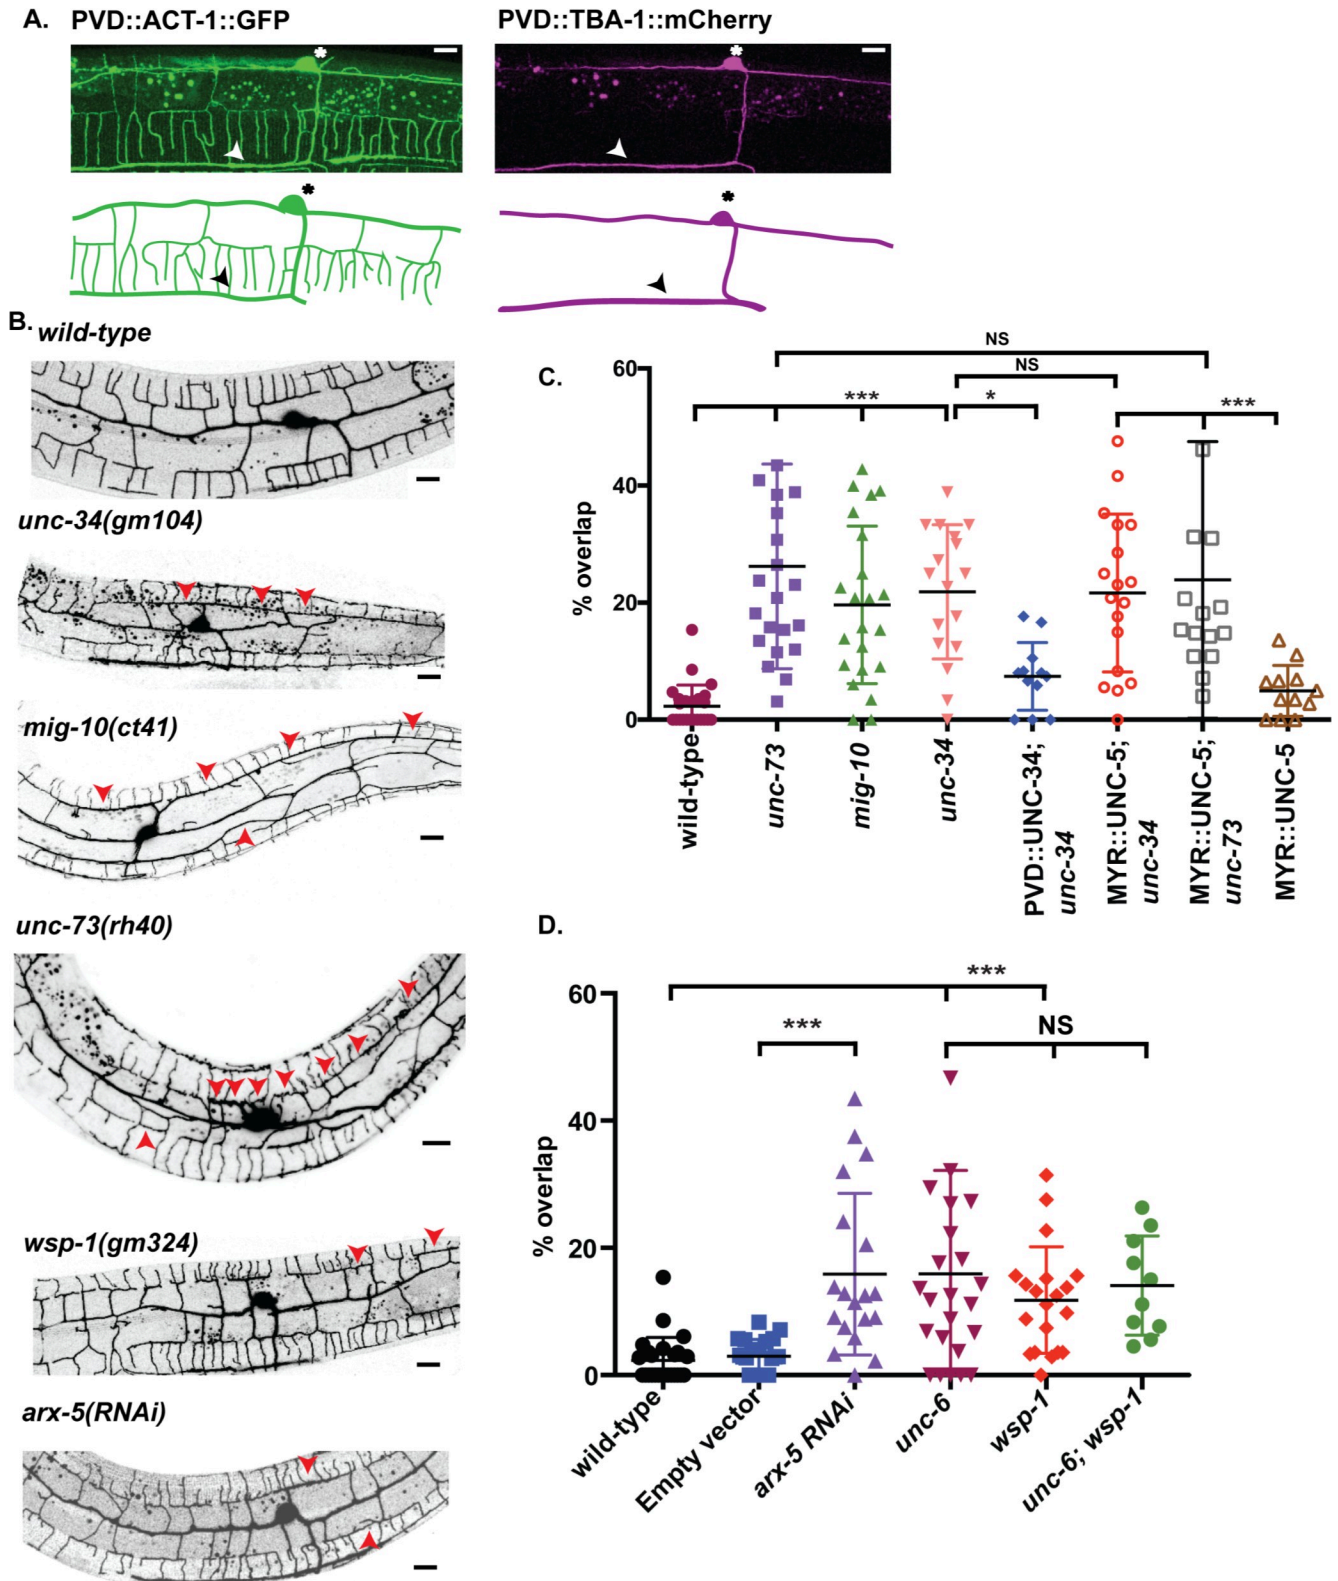 A. PVD::ACT-1::GFP
PVD::TBA-1::mCherry
*
*
*
*
B. wild-type
unc-34(gm104)
mig-10(ct41)
unc-73(rh40)
wsp-1(gm324)
arx-5(RNAi)
C.
NS
NS
***
*
***
% overlap
60
40
20
0
wild-type
unc-73
mig-10
unc-34
PVD::UNC-34;
unc-34
MYR::UNC-5;
unc-34
MYR::UNC-5;
unc-73
MYR::UNC-5
D.
***
***
NS
% overlap
60
40
20
0
wild-type
Empty vector
arx-5 RNAi
unc-6
wsp-1
unc-6; wsp-1